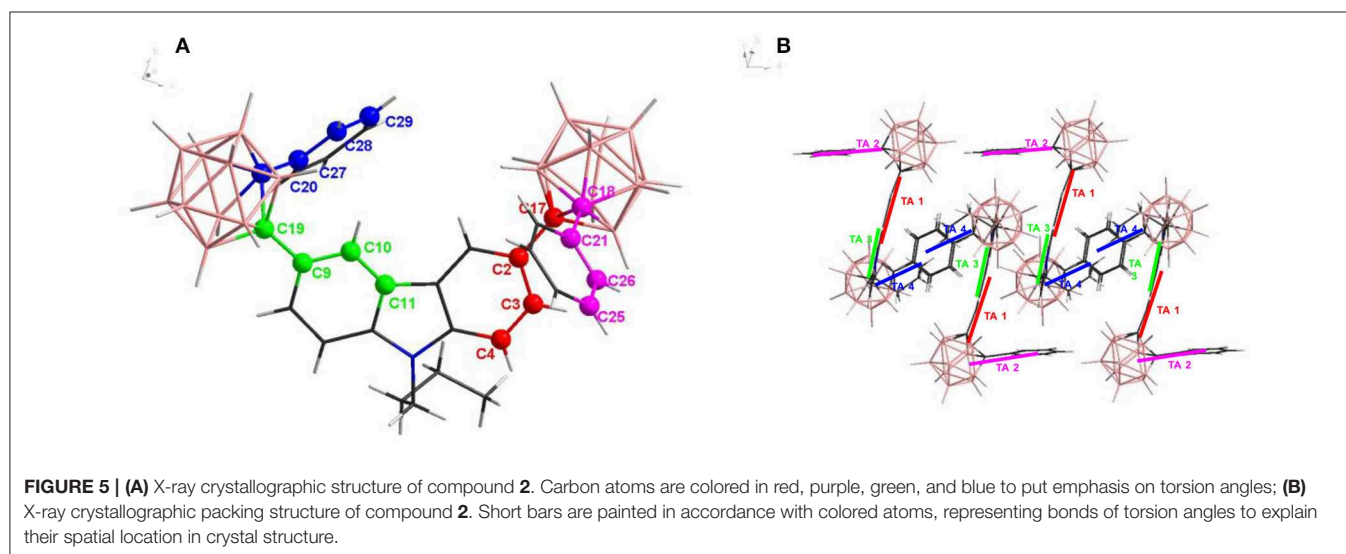 A
B
C29
C28
C27
C20
C19
C10
C9
C11
C18
C17
C21
C2
C26
C3
C25
C4
TA 2
TA 2
TA 1
TA 1
TA 3
TA 4
TA 3
TA 3
TA 4
TA 4
TA
3
TA 4
TA 1
TA 1
TA 2
TA 2
FIGURE 5 | (A) X-ray crystallographic structure of compound 2. Carbon atoms are colored in red, purple, green, and blue to put emphasis on torsion angles; (B)
X-ray crystallographic packing structure of compound 2. Short bars are painted in accordance with colored atoms, representing bonds of torsion angles to explain
their spatial location in crystal structure.